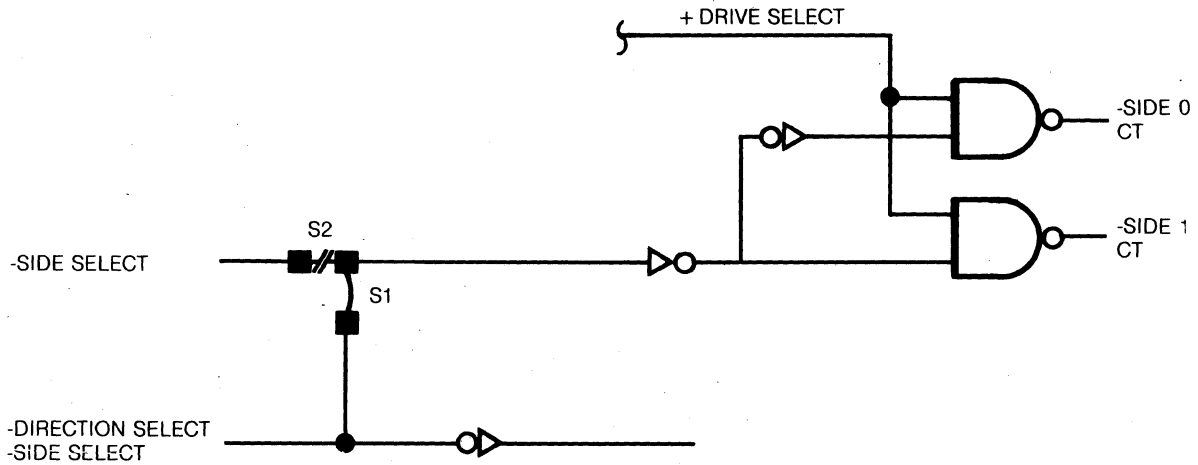 + DRIVE SELECT
-SIDE 0
CT
-SIDE 1
CT
S2
-SIDE SELECT
S1
-DIRECTION SELECT
-SIDE SELECT